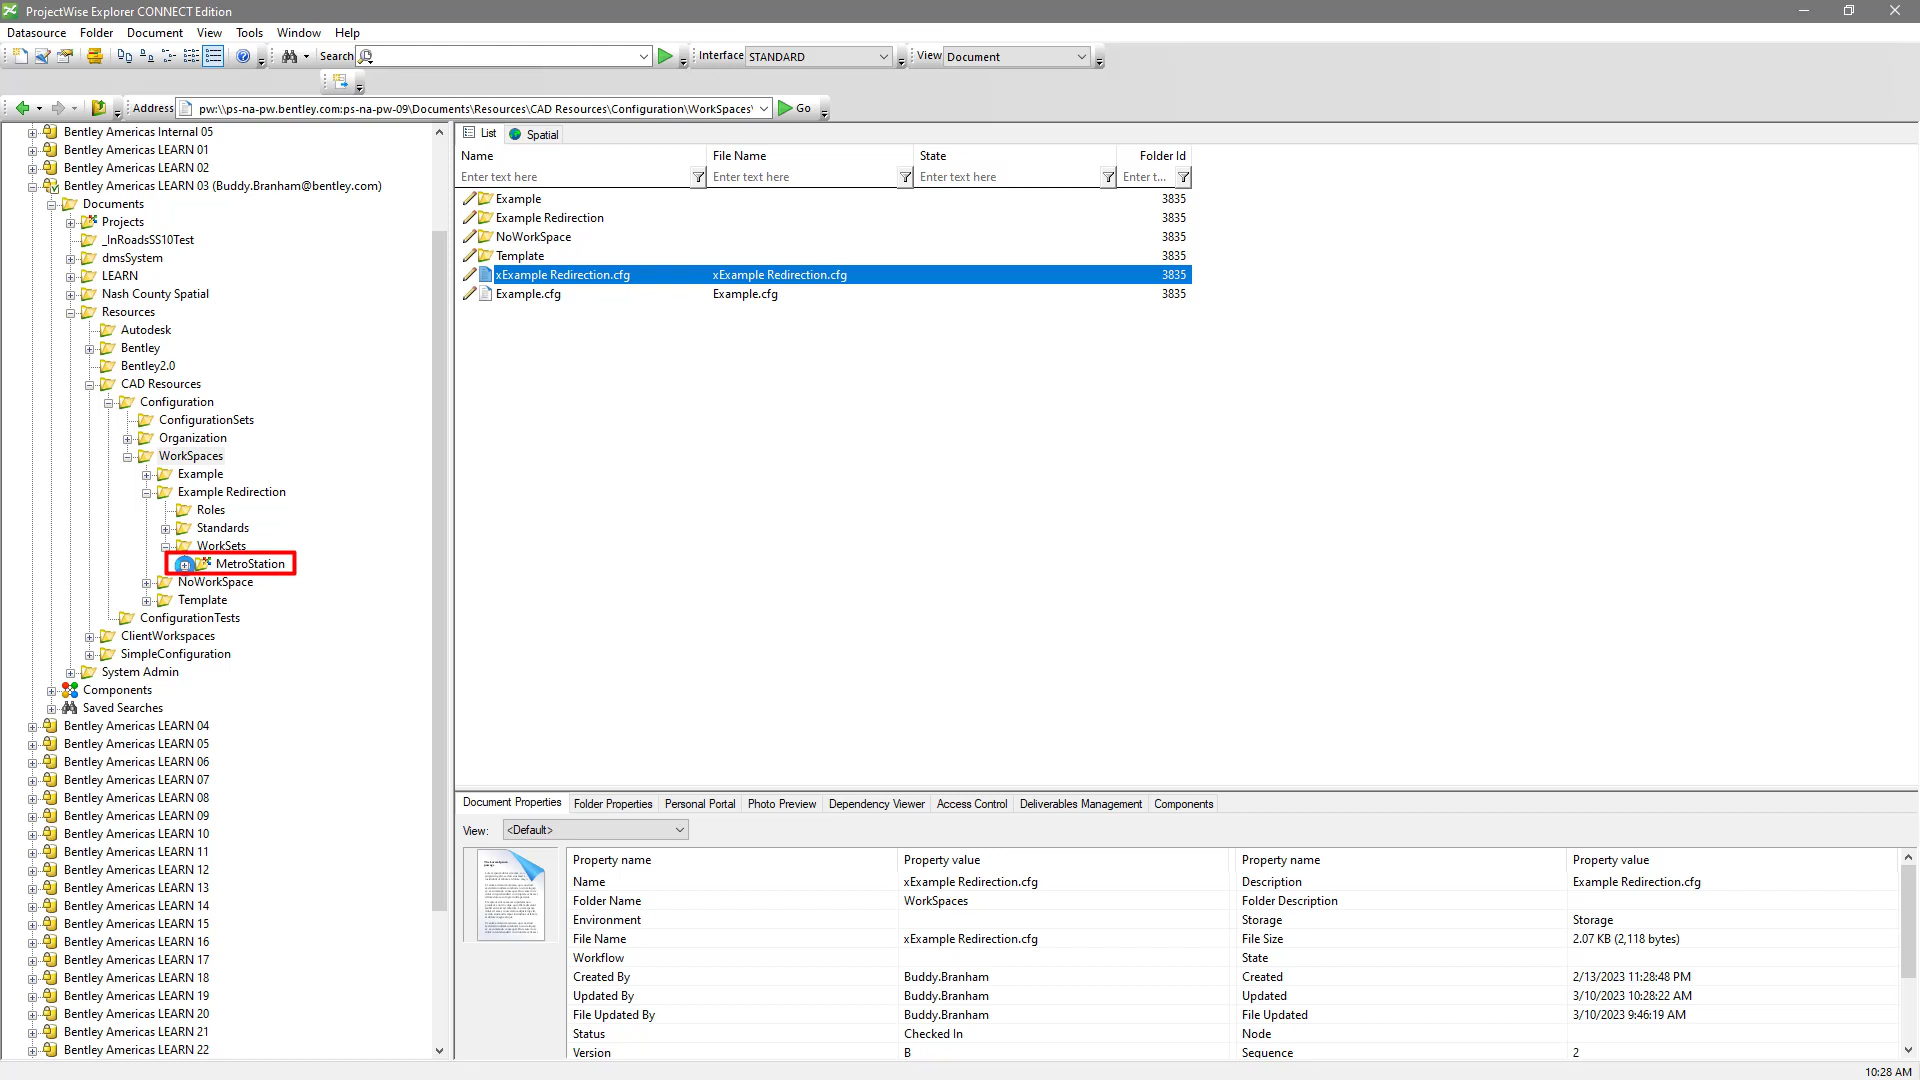 ProjectWise Explorer CONNECT Edition
Datasource Folder Document View Tools Window Help
Search Interface STANDARD View Document
Address pw:\\ps-na-pw.bentley.com:ps-na-pw-09\Documents\Resources\CAD Resources\Configuration\WorkSpaces\ Go
Bentley Americas Internal 05
Bentley Americas LEARN 01
Bentley Americas LEARN 02
Bentley Americas LEARN 03 (Buddy.Branham@bentley.com)
Documents
Projects
_InRoadsSS10Test
dmsSystem
LEARN
Nash County Spatial
Resources
Autodesk
Bentley
Bentley2.0
CAD Resources
Configuration
ConfigurationSets
Organization
WorkSpaces
Example
Example Redirection
Roles
Standards
WorkSets
MetroStation
NoWorkSpace
Template
ConfigurationTests
ClientWorkspaces
SimpleConfiguration
System Admin
Components
Saved Searches
Bentley Americas LEARN 04
Bentley Americas LEARN 05
Bentley Americas LEARN 06
Bentley Americas LEARN 07
Bentley Americas LEARN 08
Bentley Americas LEARN 09
Bentley Americas LEARN 10
Bentley Americas LEARN 11
Bentley Americas LEARN 12
Bentley Americas LEARN 13
Bentley Americas LEARN 14
Bentley Americas LEARN 15
Bentley Americas LEARN 16
Bentley Americas LEARN 17
Bentley Americas LEARN 18
Bentley Americas LEARN 19
Bentley Americas LEARN 20
Bentley Americas LEARN 21
Bentley Americas LEARN 22
List Spatial
Name File Name State Folder Id
Enter text here Enter text here Enter text here Enter t...
Example 3835
Example Redirection 3835
NoWorkSpace 3835
Template 3835
xExample Redirection.cfg xExample Redirection.cfg 3835
Example.cfg Example.cfg 3835
Document Properties Folder Properties Personal Portal Photo Preview Dependency Viewer Access Control Deliverables Management Components
View: <Default>
Property name Property value Property name Property value
Name xExample Redirection.cfg Description Example Redirection.cfg
Folder Name WorkSpaces Folder Description
Environment Storage Storage
File Name xExample Redirection.cfg File Size 2.07 KB (2,118 bytes)
Workflow State
Created By Buddy.Branham Created 2/13/2023 11:28:48 PM
Updated By Buddy.Branham Updated 3/10/2023 10:28:22 AM
File Updated By Buddy.Branham File Updated 3/10/2023 9:46:19 AM
Status Checked In Node
Version B Sequence 2
10:28 AM